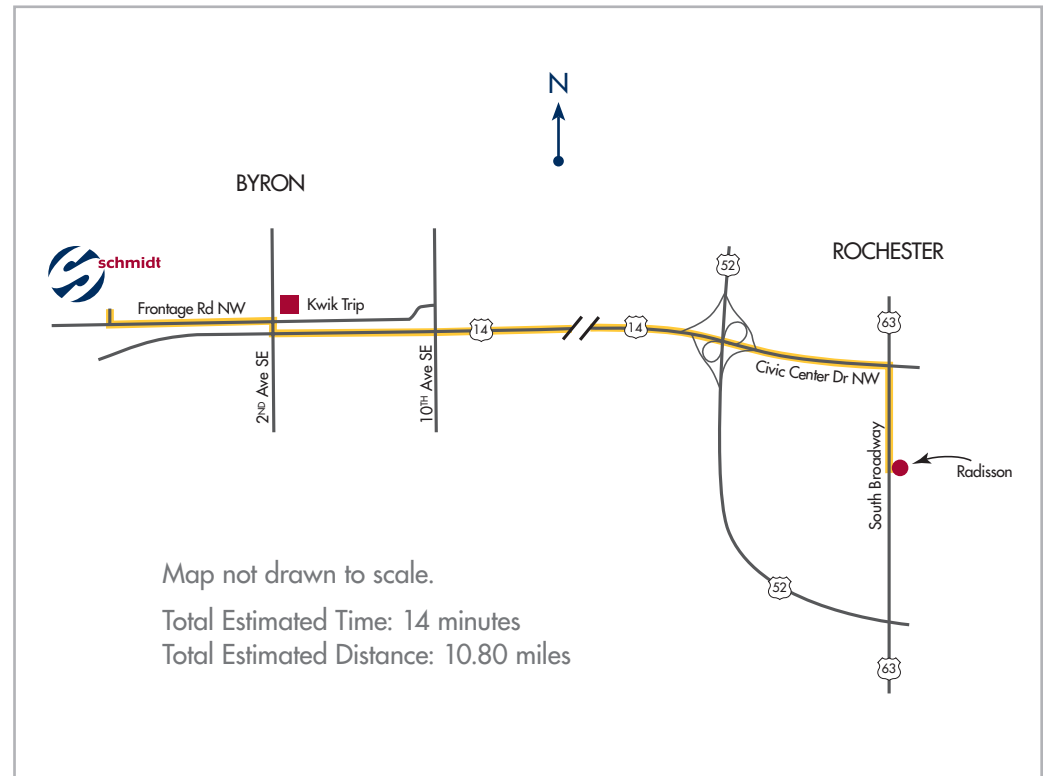 N
BYRON
ROCHESTER
schmidt
52
Frontage Rd NW
Kwik Trip
63
14
14
2ND Ave SE
10TH Ave SE
Civic Center Dr NW
South Broadway
Radisson
Map not drawn to scale.
52
Total Estimated Time: 14 minutes
Total Estimated Distance: 10.80 miles
63